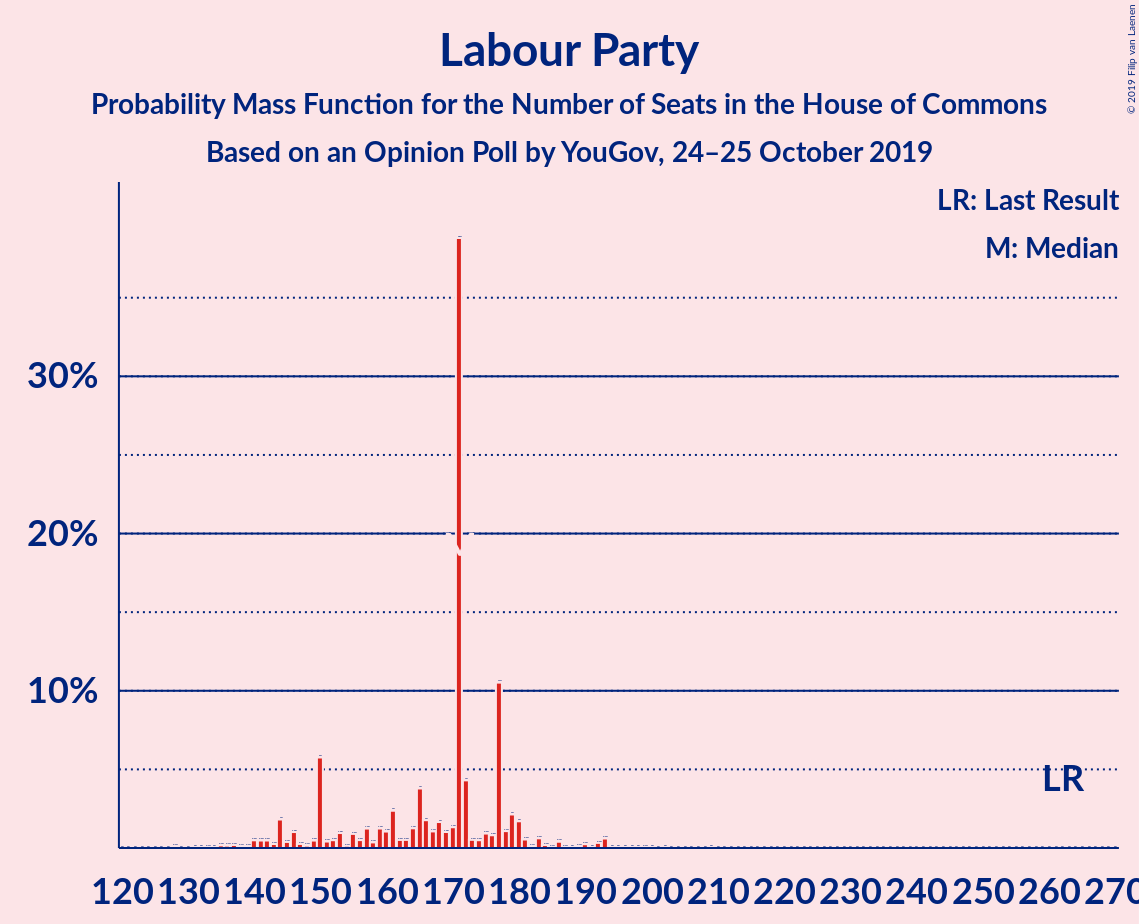 Labour Party
Probability Mass Function for the Number of Seats in the House of Commons
Based on an Opinion Poll by YouGov, 24–25 October 2019
© 2019 Filip van Laenen
LR: Last Result
M: Median
30%
20%
10%
LR
120 130 140 150 160 170 180 190 200 210 220 230 240 250 260 270